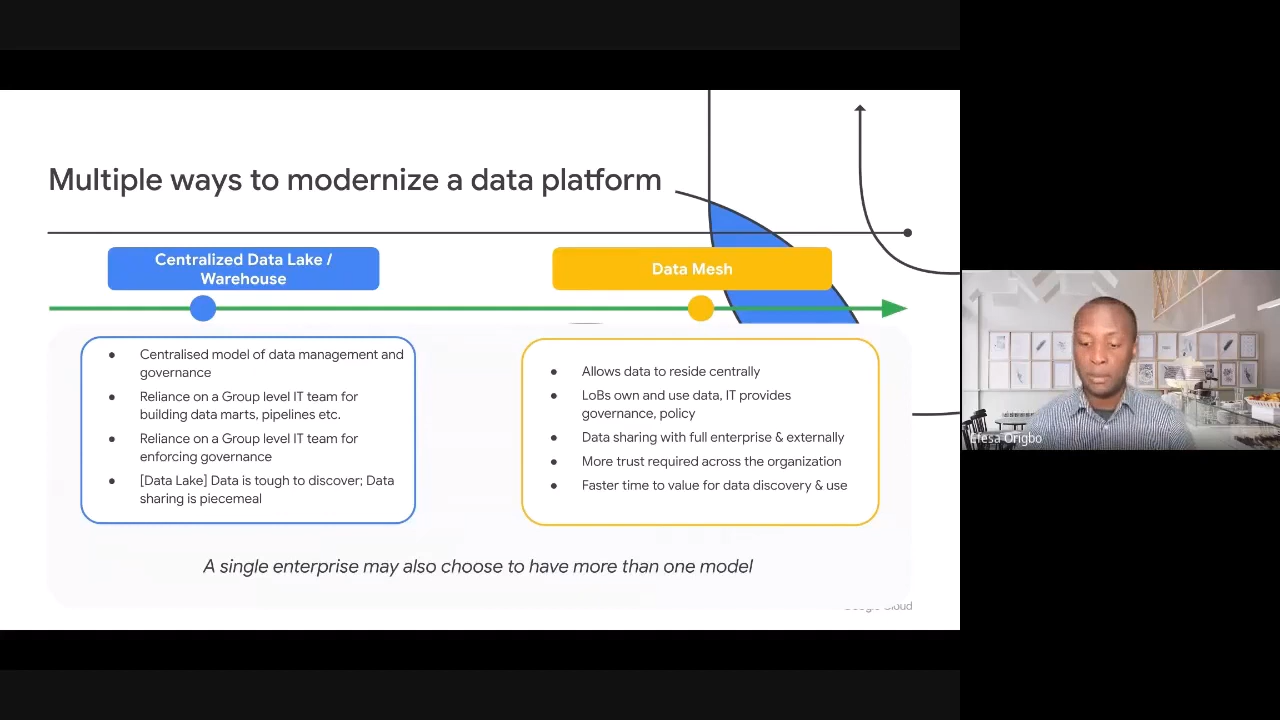 Multiple ways to modernize a data platform
Centralized Data Lake /
Warehouse
Data Mesh
● Centralised model of data management and
governance
● Reliance on a Group level IT team for
building data marts, pipelines etc.
● Reliance on a Group level IT team for
enforcing governance
● [Data Lake] Data is tough to discover; Data
sharing is piecemeal
● Allows data to reside centrally
● LoBs own and use data, IT provides
governance, policy
● Data sharing with full enterprise & externally
● More trust required across the organization
● Faster time to value for data discovery & use
A single enterprise may also choose to have more than one model
Google Cloud
Efesa Origbo